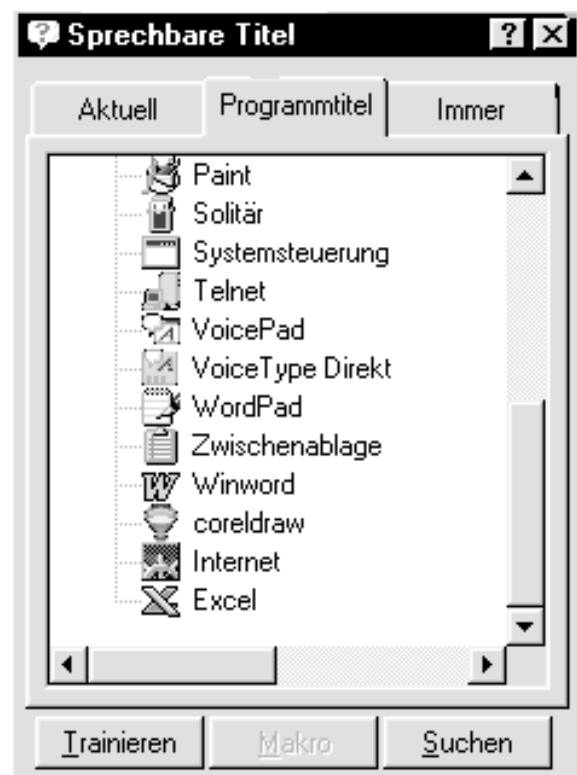 Sprechbare Titel
Aktuell Programmtitel Immer
Paint
Solitär
Systemsteuerung
Telnet
VoicePad
VoiceType Direkt
WordPad
Zwischenablage
Winword
coreldraw
Internet
Excel
Trainieren Makro Suchen